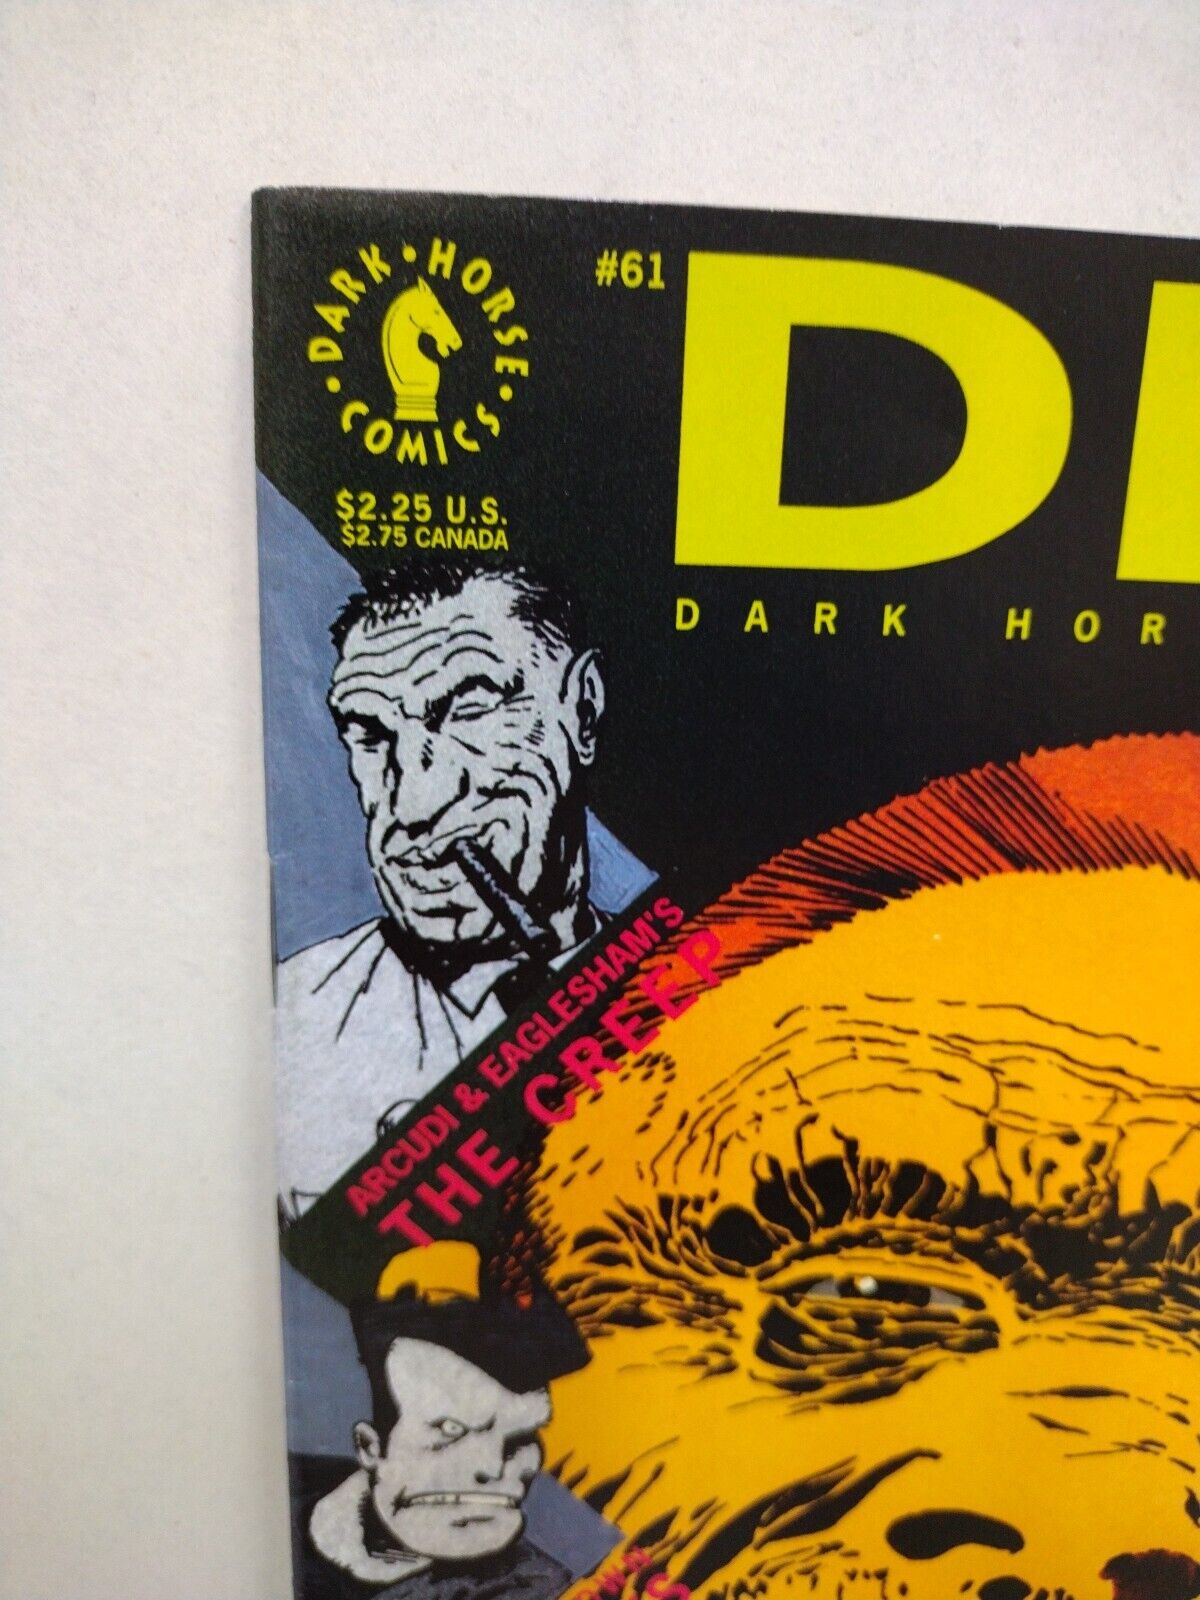 DARK • HORSE • COMICS •
#61
D
$2.25 U.S.
$2.75 CANADA
DARK HOR
ARCUDI & EAGLESHAM'S
THE CREEP